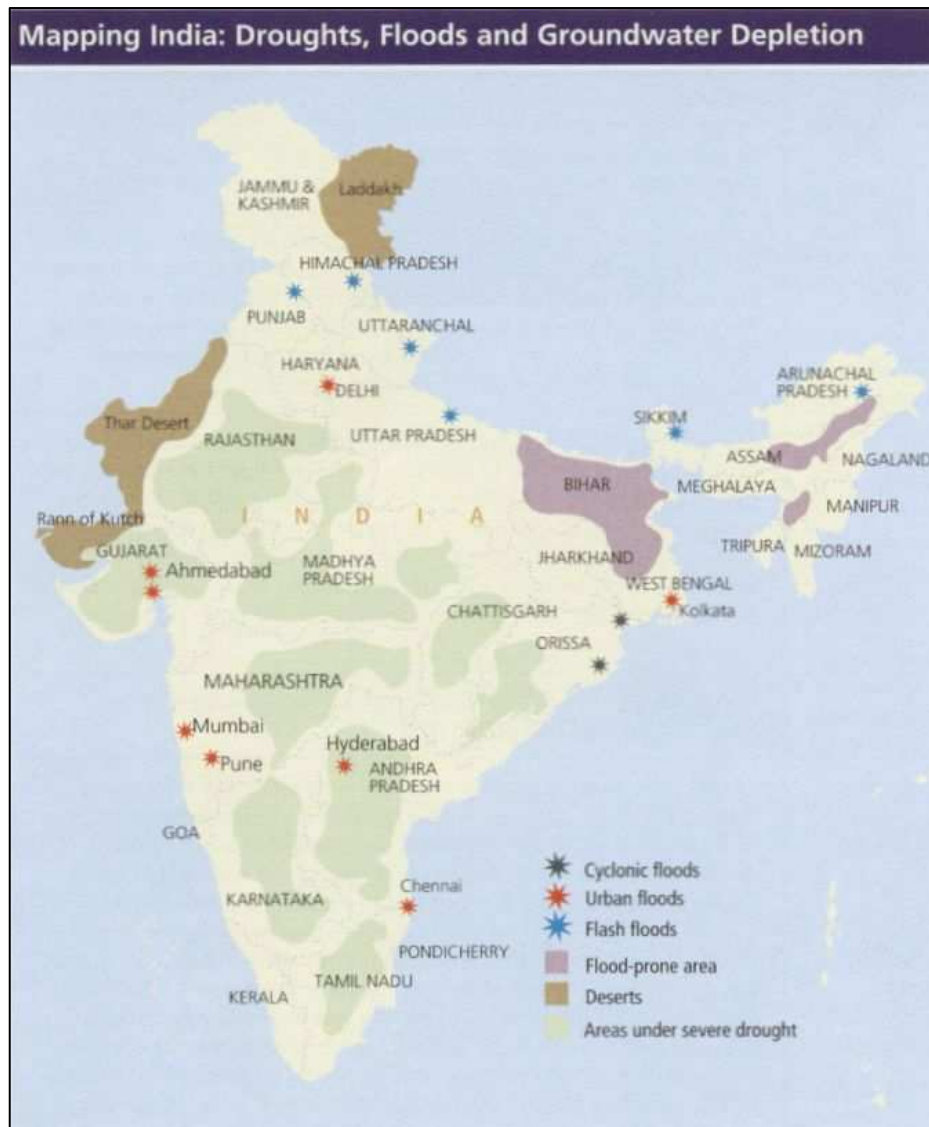 Mapping India: Droughts, Floods and Groundwater Depletion
JAMMU &
KASHMIR
Laddakh
HIMACHAL PRADESH
PUNJAB
UTTARANCHAL
HARYANA
DELHI
ARUNACHAL
PRADESH
Thar Desert
RAJASTHAN
UTTAR PRADESH
SIKKIM
ASSAM
NAGALAND
BIHAR
MEGHALAYA
MANIPUR
Rann of Kutch
INDIA
GUJARAT
Ahmedabad
MADHYA
PRADESH
JHARKHAND
TRIPURA
MIZORAM
WEST BENGAL
Kolkata
CHATTISGARH
ORISSA
MAHARASHTRA
Mumbai
Pune
Hyderabad
ANDHRA
PRADESH
GOA
KARNATAKA
Chennai
PONDICHERRY
TAMIL NADU
KERALA
Cyclonic floods
Urban floods
Flash floods
Flood-prone area
Deserts
Areas under severe drought